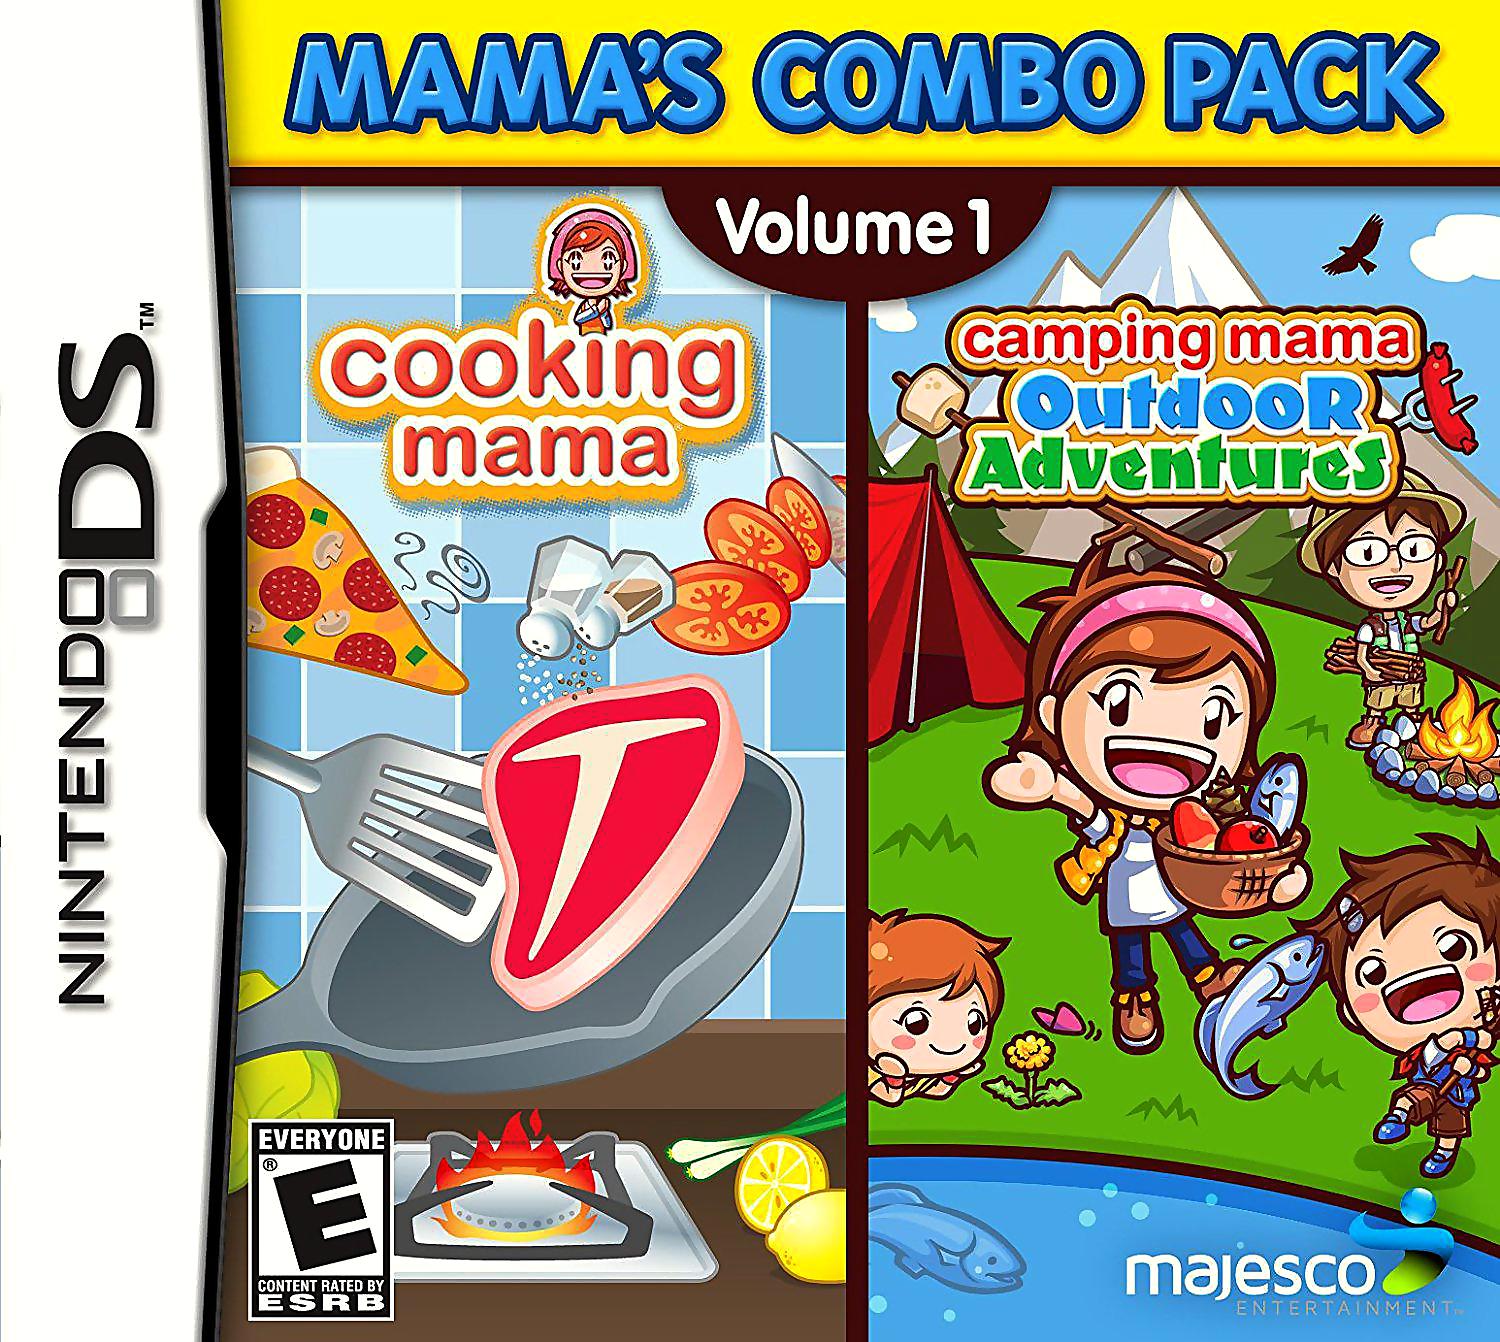 MAMA'S COMBO PACK
Volume 1
cooking
mama
camping mama
OutdooR
AdventureS
NINTENDO DS™
EVERYONE
E
®
CONTENT RATED BY
ESRB
majesco
ENTERTAINMENT™